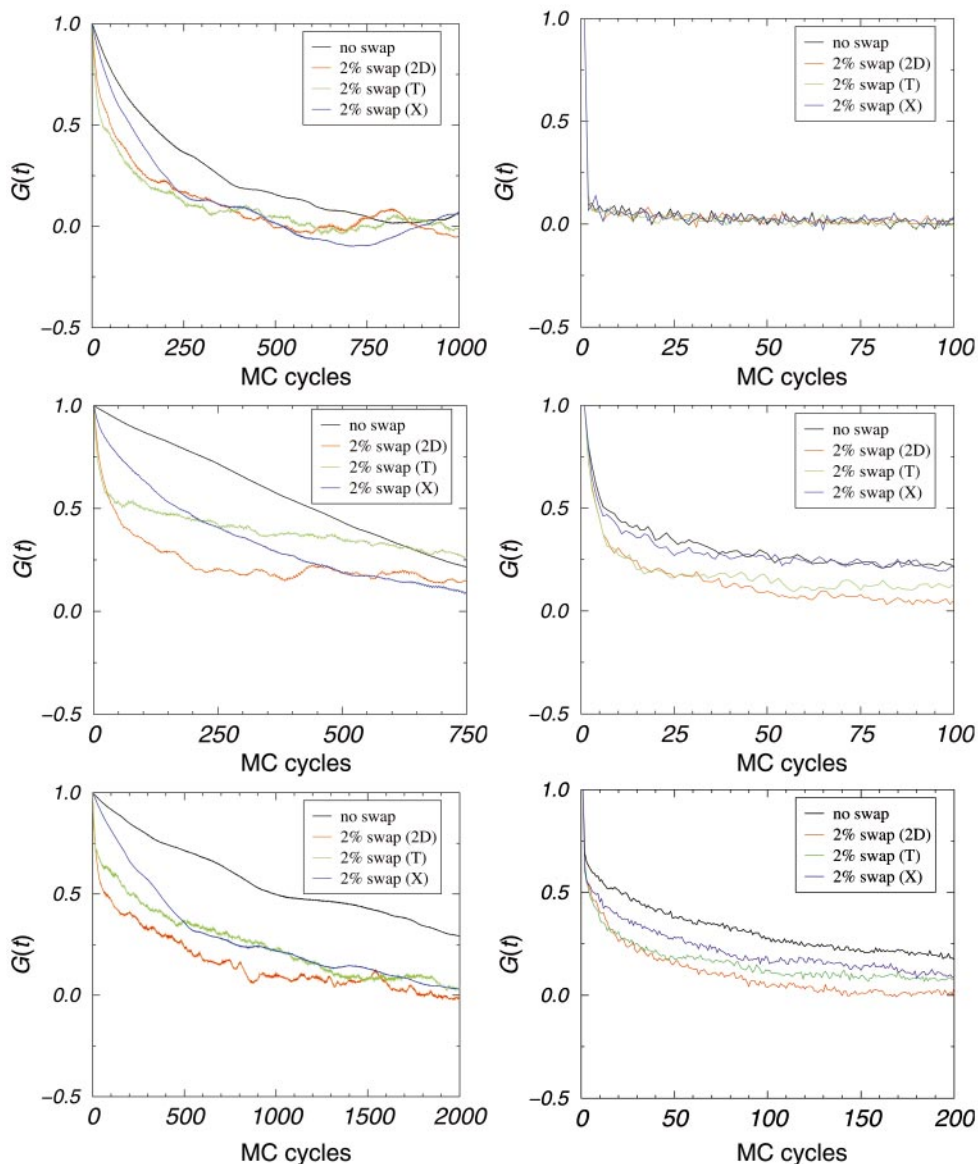 1.0
0.5
0.0
−0.5
G(t)
no swap
2% swap (2D)
2% swap (T)
2% swap (X)
0 250 500 750 1000
MC cycles
1.0
0.5
0.0
−0.5
G(t)
no swap
2% swap (2D)
2% swap (T)
2% swap (X)
0 25 50 75 100
MC cycles
1.0
0.5
0.0
−0.5
G(t)
no swap
2% swap (2D)
2% swap (T)
2% swap (X)
0 250 500 750
MC cycles
1.0
0.5
0.0
−0.5
G(t)
no swap
2% swap (2D)
2% swap (T)
2% swap (X)
0 25 50 75 100
MC cycles
1.0
0.5
0.0
−0.5
G(t)
no swap
2% swap (2D)
2% swap (T)
2% swap (X)
0 500 1000 1500 2000
MC cycles
1.0
0.5
0.0
−0.5
G(t)
no swap
2% swap (2D)
2% swap (T)
2% swap (X)
0 50 100 150 200
MC cycles